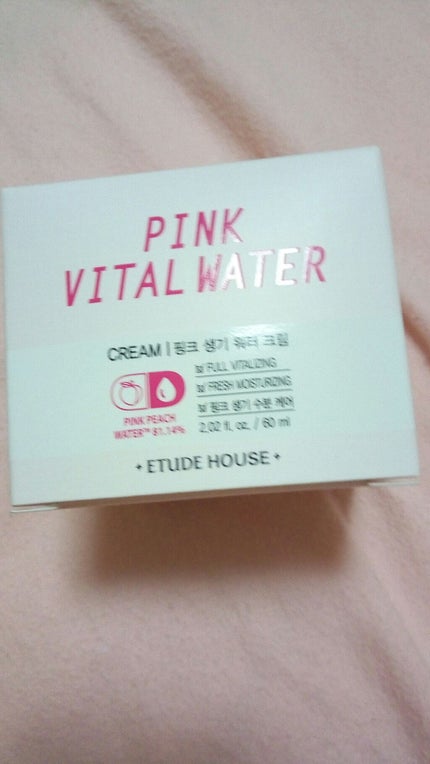 PINK
VITAL WATER
CREAM | 핑크 생기 워터 크림
FULL VITALIZING
FRESH MOISTURIZING
핑크 생기 수분 케어
2.02 fl. oz. / 60 ml
PINK PEACH
WATER™ 81.14%
ETUDE HOUSE